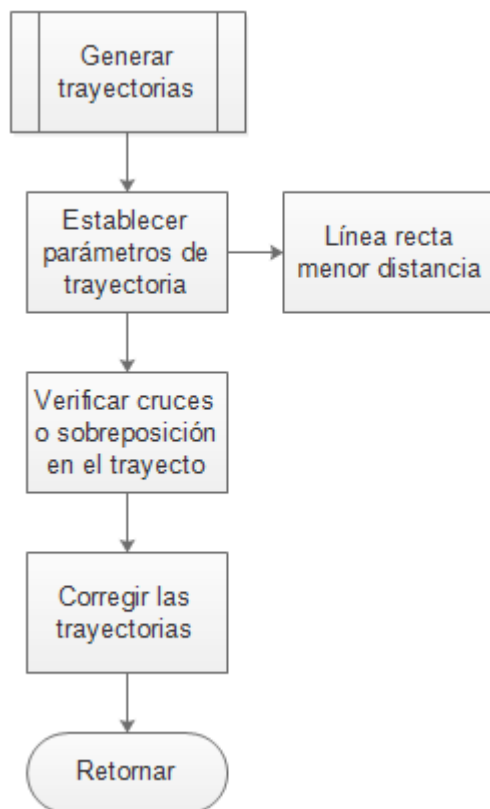 Generar
trayectorias
Establecer
parámetros de
trayectoria
Línea recta
menor distancia
Verificar cruces
o sobreposición
en el trayecto
Corregir las
trayectorias
Retornar